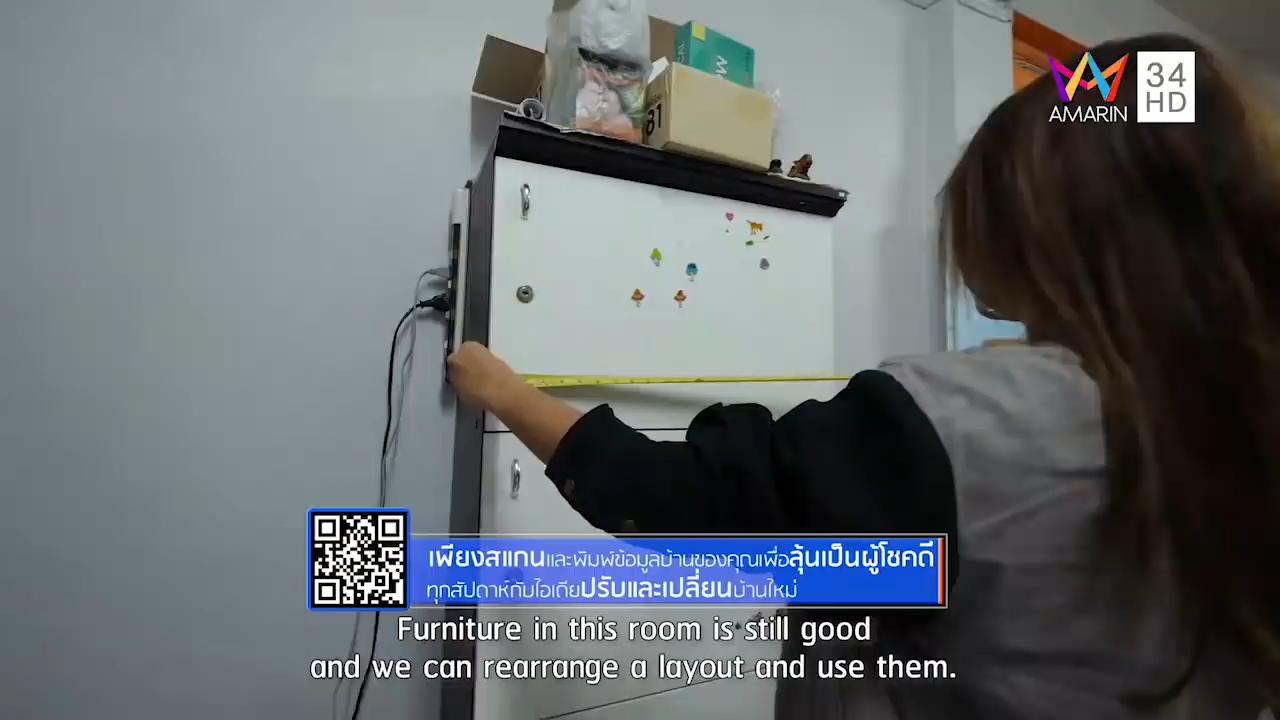 AMARIN
34
HD
81
เพียงสแกนและพิมพ์ข้อมูลบ้านของคุณเพื่อลุ้นเป็นผู้โชคดี
ทุกสัปดาห์กับไอเดียปรับและเปลี่ยนบ้านใหม่
Furniture in this room is still good
and we can rearrange a layout and use them.